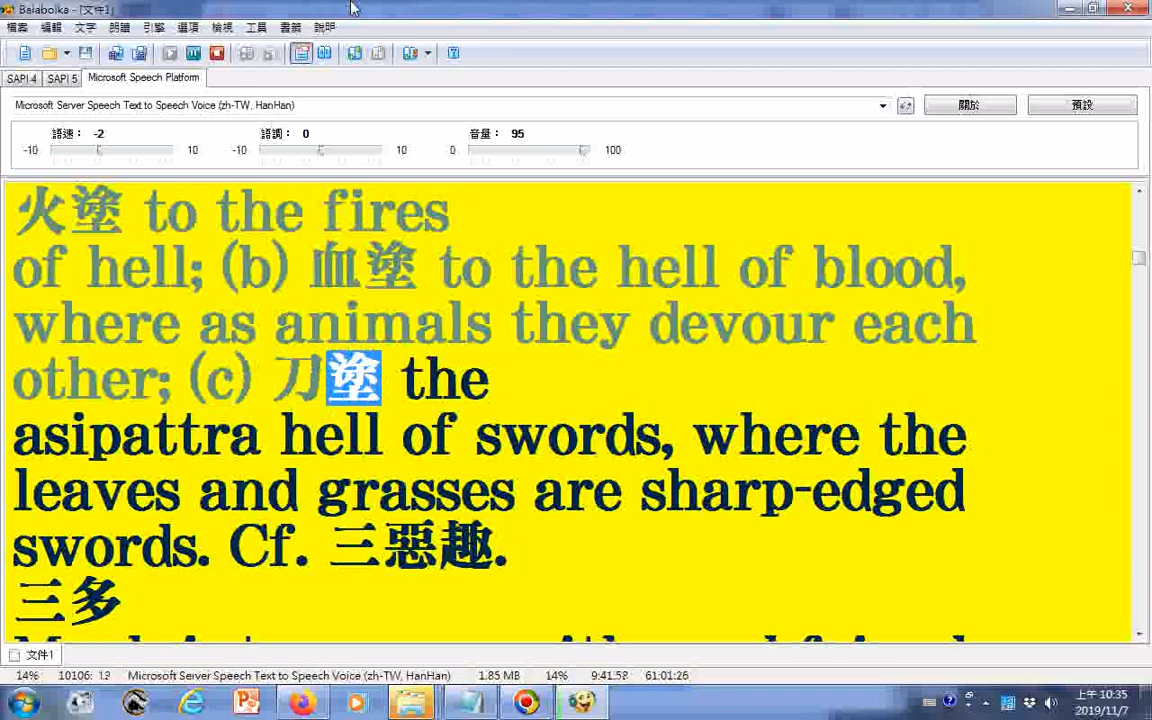 Balabolka - [文件1]
檔案 編輯 文字 朗讀 引擎 選項 檢視 工具 書籤 說明
SAPI 4 SAPI 5 Microsoft Speech Platform
Microsoft Server Speech Text to Speech Voice (zh-TW, HanHan) 關於 預設
語速： -2 語調： 0 音量： 95
-10 10 -10 10 0 100
火塗 to the fires
of hell; (b) 血塗 to the hell of blood,
where as animals they devour each
other; (c) 刀塗 the
asipattra hell of swords, where the
leaves and grasses are sharp-edged
swords. Cf. 三惡趣.
三多
文件1
14% 10106: 13 Microsoft Server Speech Text to Speech Voice (zh-TW, HanHan) 1.85 MB 14% 9:41:58 61:01:26
上午 10:35
2019/11/7